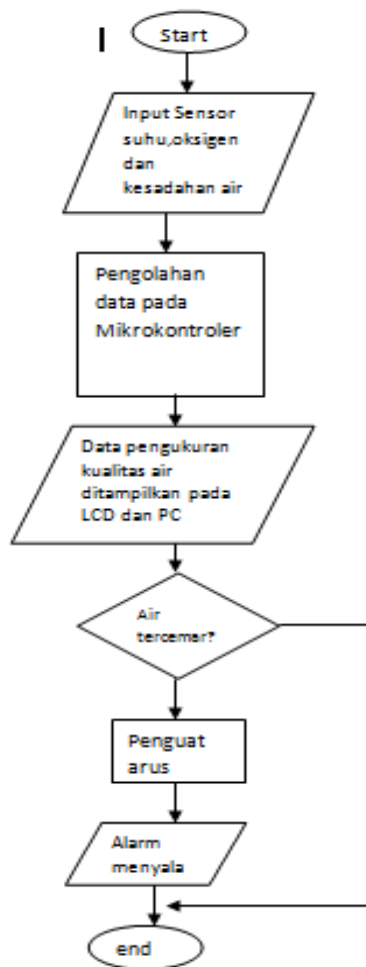 I
Start
Input Sensor
suhu,oksigen
dan
kesadahan air
Pengolahan
data pada
Mikrokontroler
Data pengukuran
kualitas air
ditampilkan pada
LCD dan PC
Air
tercemar?
Penguat
arus
Alarm
menyala
end